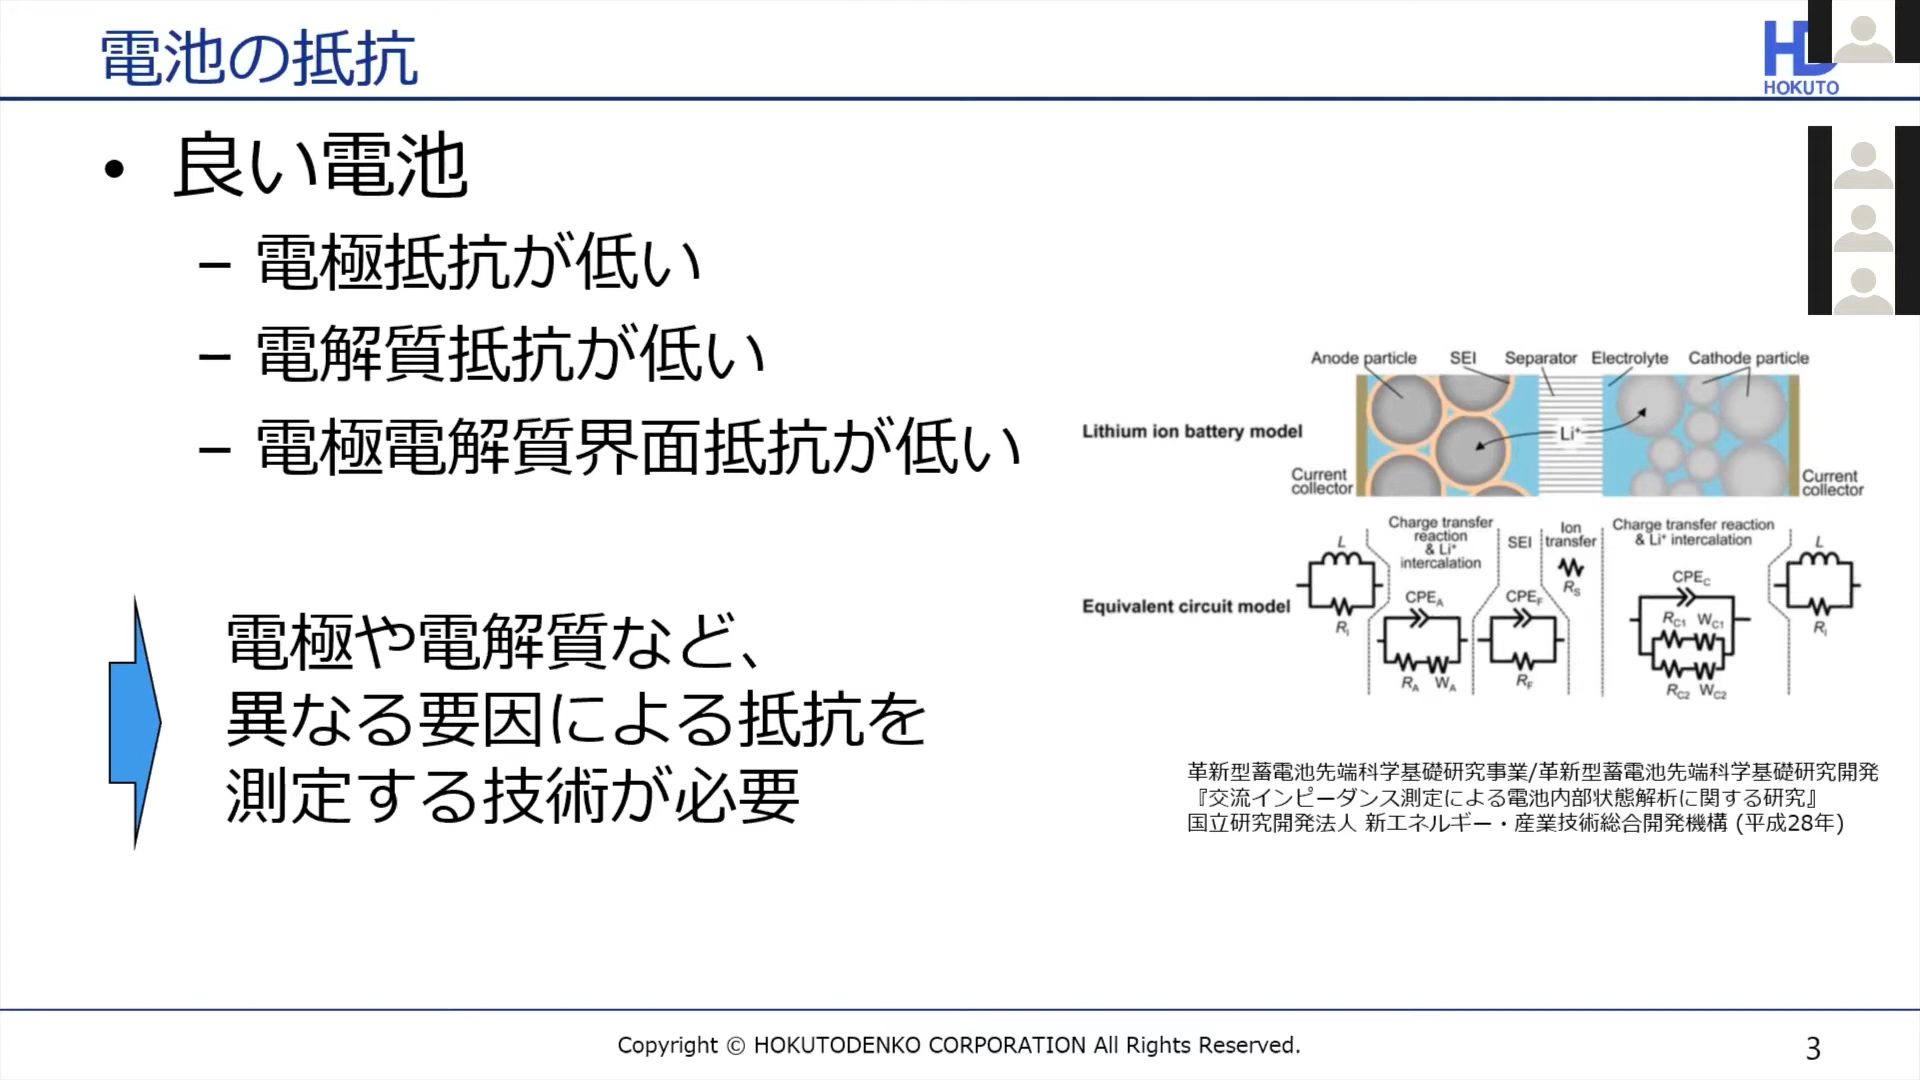 電池の抵抗
HOKUTO
• 良い電池
– 電極抵抗が低い
– 電解質抵抗が低い
– 電極電解質界面抵抗が低い
電極や電解質など、
異なる要因による抵抗を
測定する技術が必要
Anode particle SEI Separator Electrolyte Cathode particle
Lithium ion battery model
Li⁺
Current
collector
Current
collector
Charge transfer
reaction
& Li⁺
intercalation
SEI
Ion
transfer
Charge transfer reaction
& Li⁺ intercalation
Equivalent circuit model
L
R_I
CPE_A
R_A W_A
CPE_F
R_F
R_S
CPE_C
R_C1 W_C1
R_C2 W_C2
L
R_I
革新型蓄電池先端科学基礎研究事業/革新型蓄電池先端科学基礎研究開発
『交流インピーダンス測定による電池内部状態解析に関する研究』
国立研究開発法人 新エネルギー・産業技術総合開発機構 (平成28年)
Copyright © HOKUTODENKO CORPORATION All Rights Reserved.
3